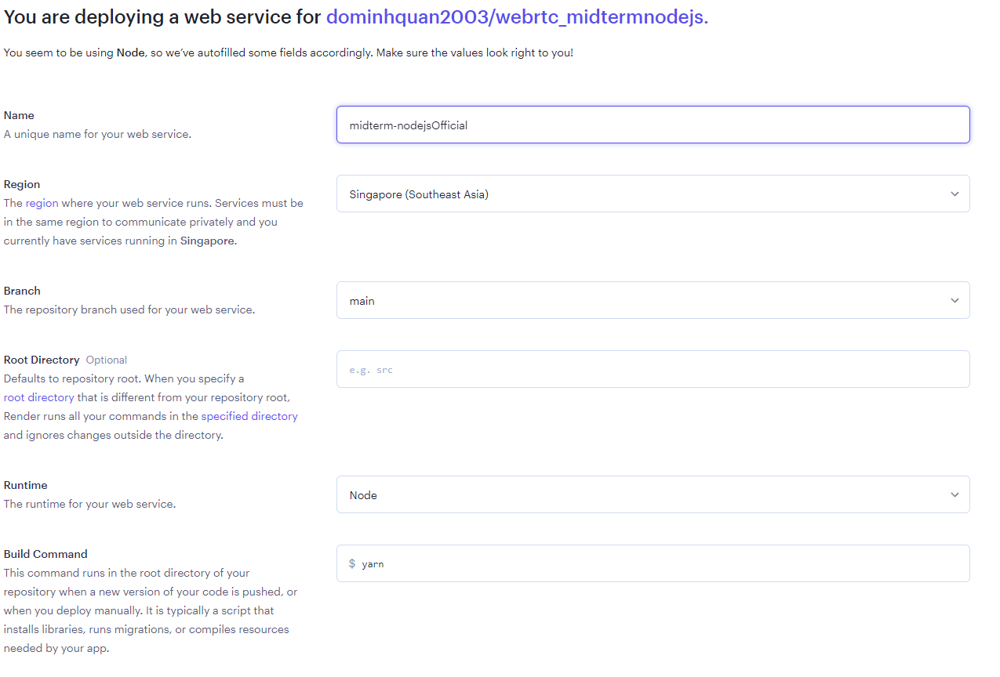 You are deploying a web service for dominhquan2003/webrtc_midtermnodejs.
You seem to be using Node, so we’ve autofilled some fields accordingly. Make sure the values look right to you!
Name
A unique name for your web service.
midterm-nodejsOfficial
Region
The region where your web service runs. Services must be
in the same region to communicate privately and you
currently have services running in Singapore.
Singapore (Southeast Asia)
Branch
The repository branch used for your web service.
main
Root Directory Optional
Defaults to repository root. When you specify a
root directory that is different from your repository root,
Render runs all your commands in the specified directory
and ignores changes outside the directory.
e.g. src
Runtime
The runtime for your web service.
Node
Build Command
This command runs in the root directory of your
repository when a new version of your code is pushed, or
when you deploy manually. It is typically a script that
installs libraries, runs migrations, or compiles resources
needed by your app.
$ yarn